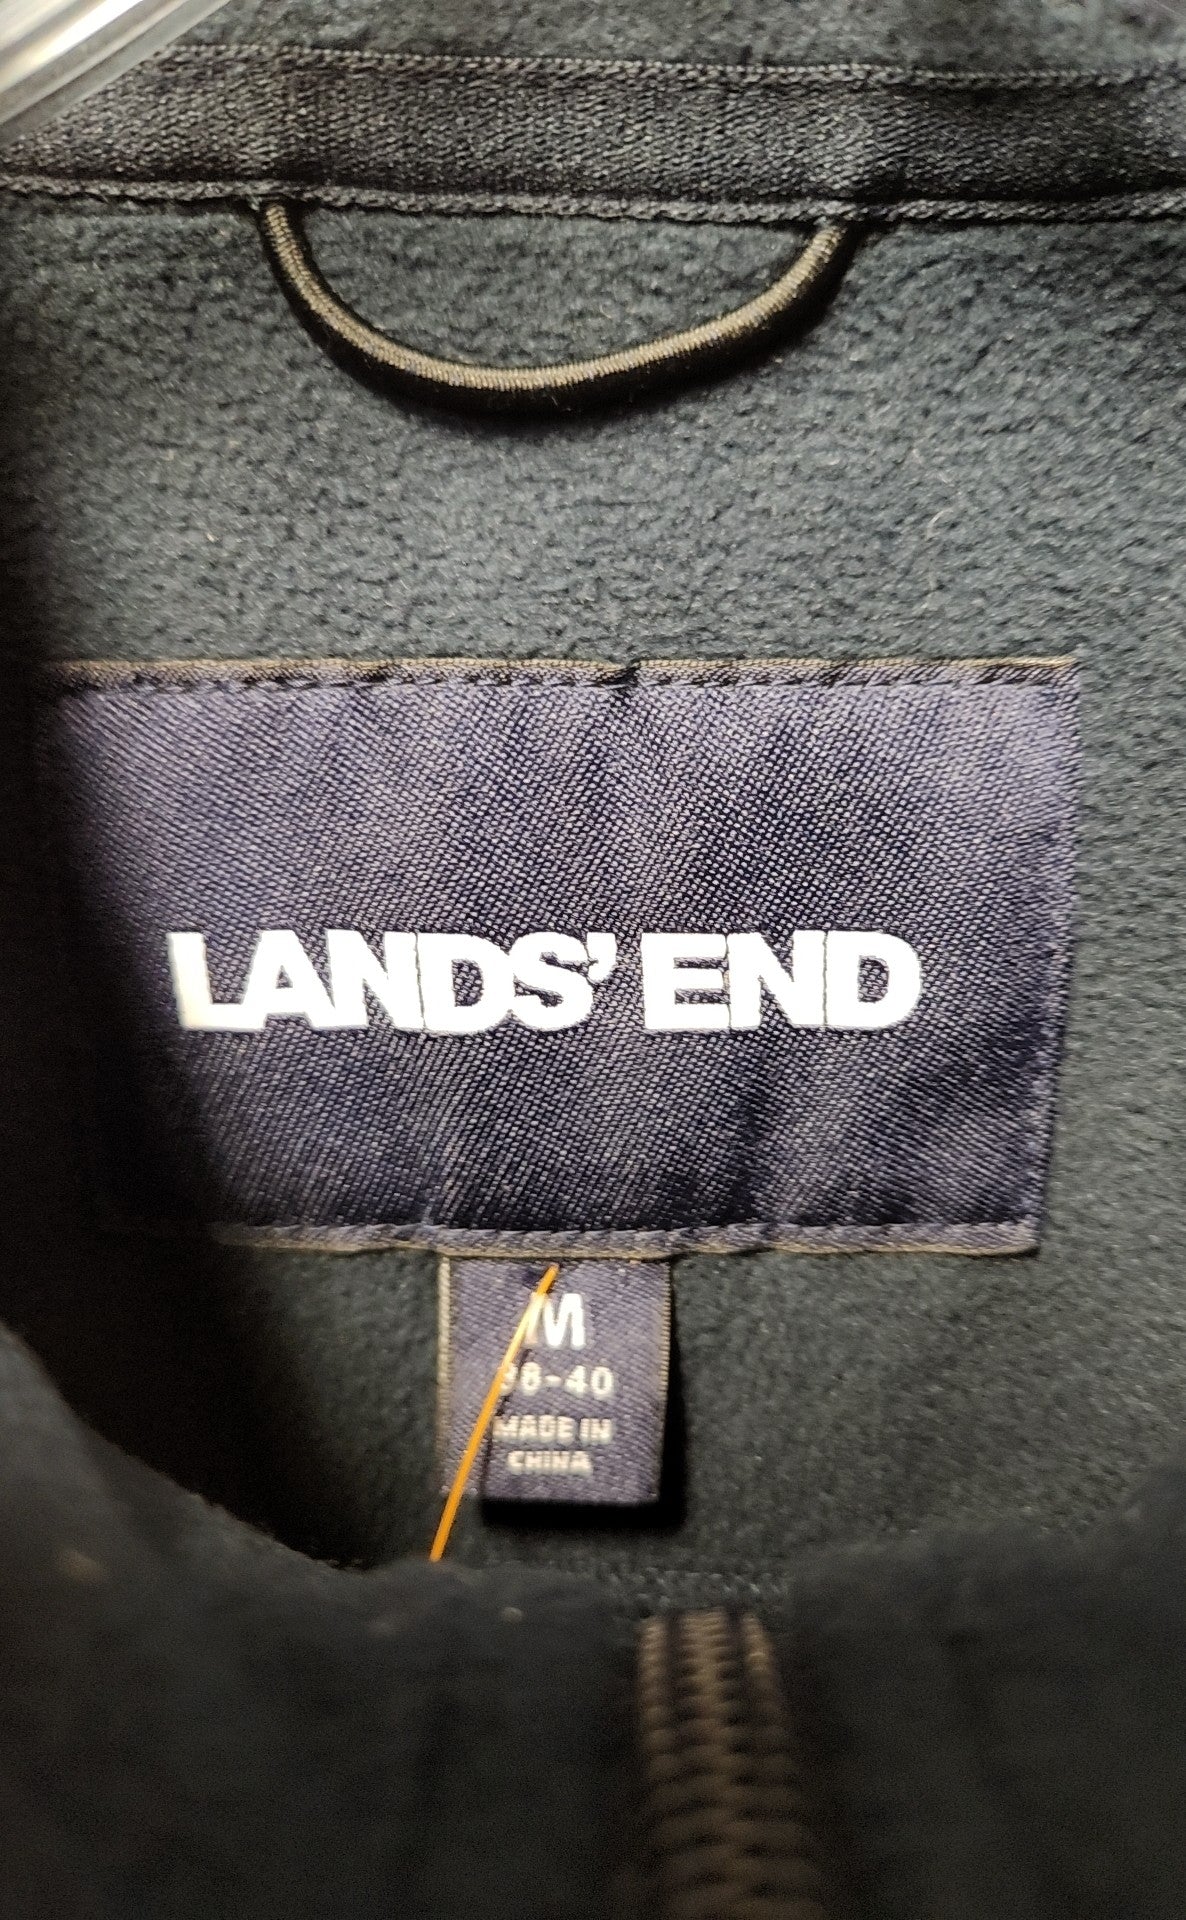 LANDS' END
M
38-40
MADE IN
CHINA